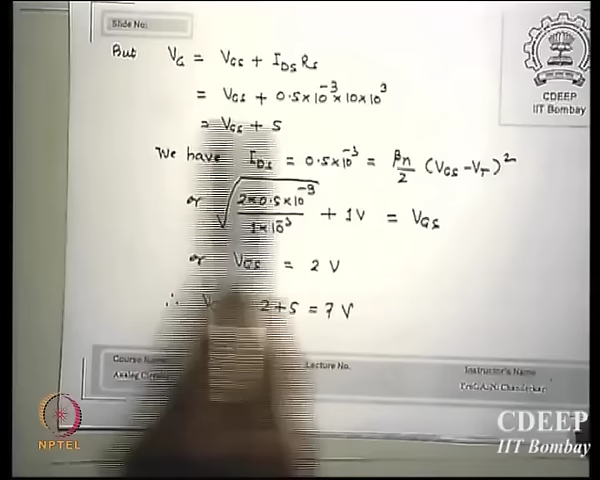 Slide No:
But V_G = V_GS + I_DS R_S
= V_GS + 0.5×10^-3 × 10×10^3
= V_GS + 5
We have I_DS = 0.5×10^-3 = βn/2 (V_GS - V_T)^2
or √(2×0.5×10^-3 / 1×10^-3) + 1V = V_GS
or V_GS = 2 V
∴ 2+5 = 7 V
CDEEP
IIT Bombay
Course Name:
Lecture No.
Instructor's Name
Analog Circuits
Prof. A. N. Chandorkar
NPTEL
CDEEP
IIT Bombay